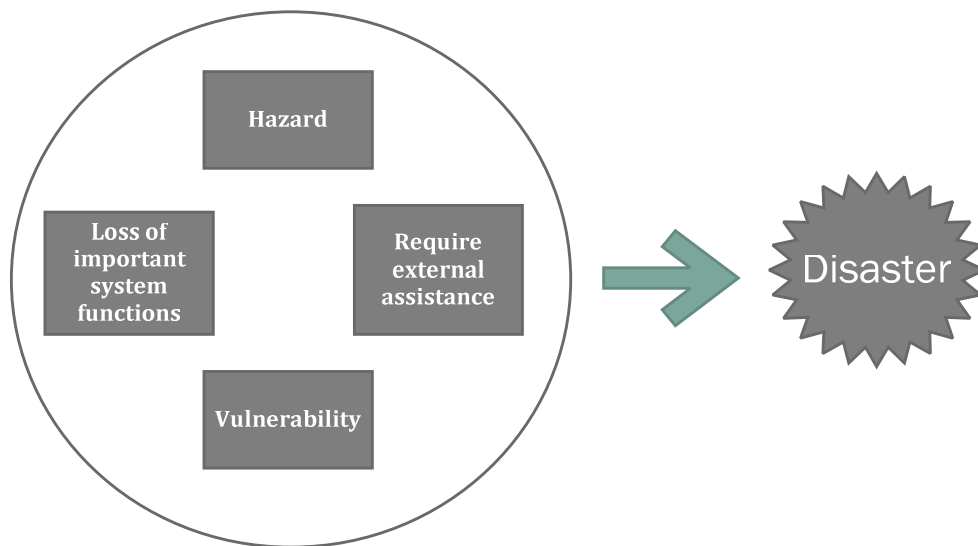 Hazard
Loss of
important
system
functions
Require
external
assistance
Vulnerability
Disaster